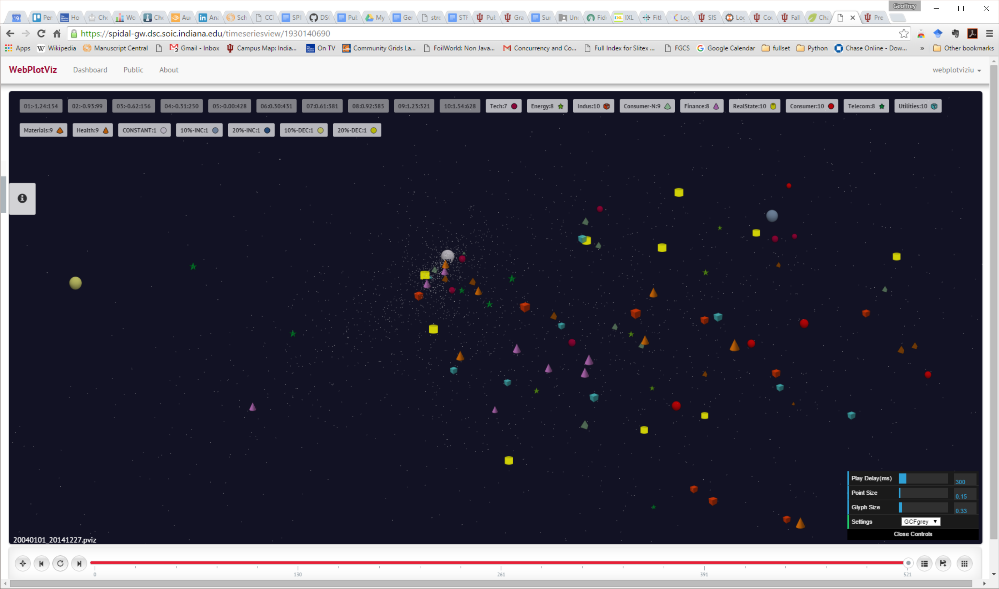 Geoffrey
19 Per Ho Che Wo Che Au Ana Sch CCI SPI DS Pub My Ger stre STF Pub Gra Sur Und Fid IXL Fitl Log SIS Log Cou Fall Cha Pre
https://spidal-gw.dsc.soic.indiana.edu/timeseriesview/1930140690
Apps Wikipedia Manuscript Central Gmail - Inbox Campus Map: India... On TV Community Grids La... FoilWorld: Non Java... Concurrency and Co... Full Index for Slitex ... FGCS Google Calendar fullset Python Chase Online - Dow... » Other bookmarks
WebPlotViz Dashboard Public About webplotviziu
01:-1.24:154 02:-0.93:99 03:-0.62:156 04:-0.31:250 05:-0.00:428 06:0.30:431 07:0.61:381 08:0.92:385 09:1.23:321 10:1.54:628 Tech:7 Energy:8 Indus:10 Consumer-N:9 Finance:8 RealState:10 Consumer:10 Telecom:8 Utilities:10
Materials:9 Health:9 CONSTANT:1 10%-INC:1 20%-INC:1 10%-DEC:1 20%-DEC:1
Play Delay(ms) 300
Point Size 0.15
Glyph Size 0.33
Settings GCFgrey
Close Controls
20040101_20141227.pviz
0 130 261 391 521